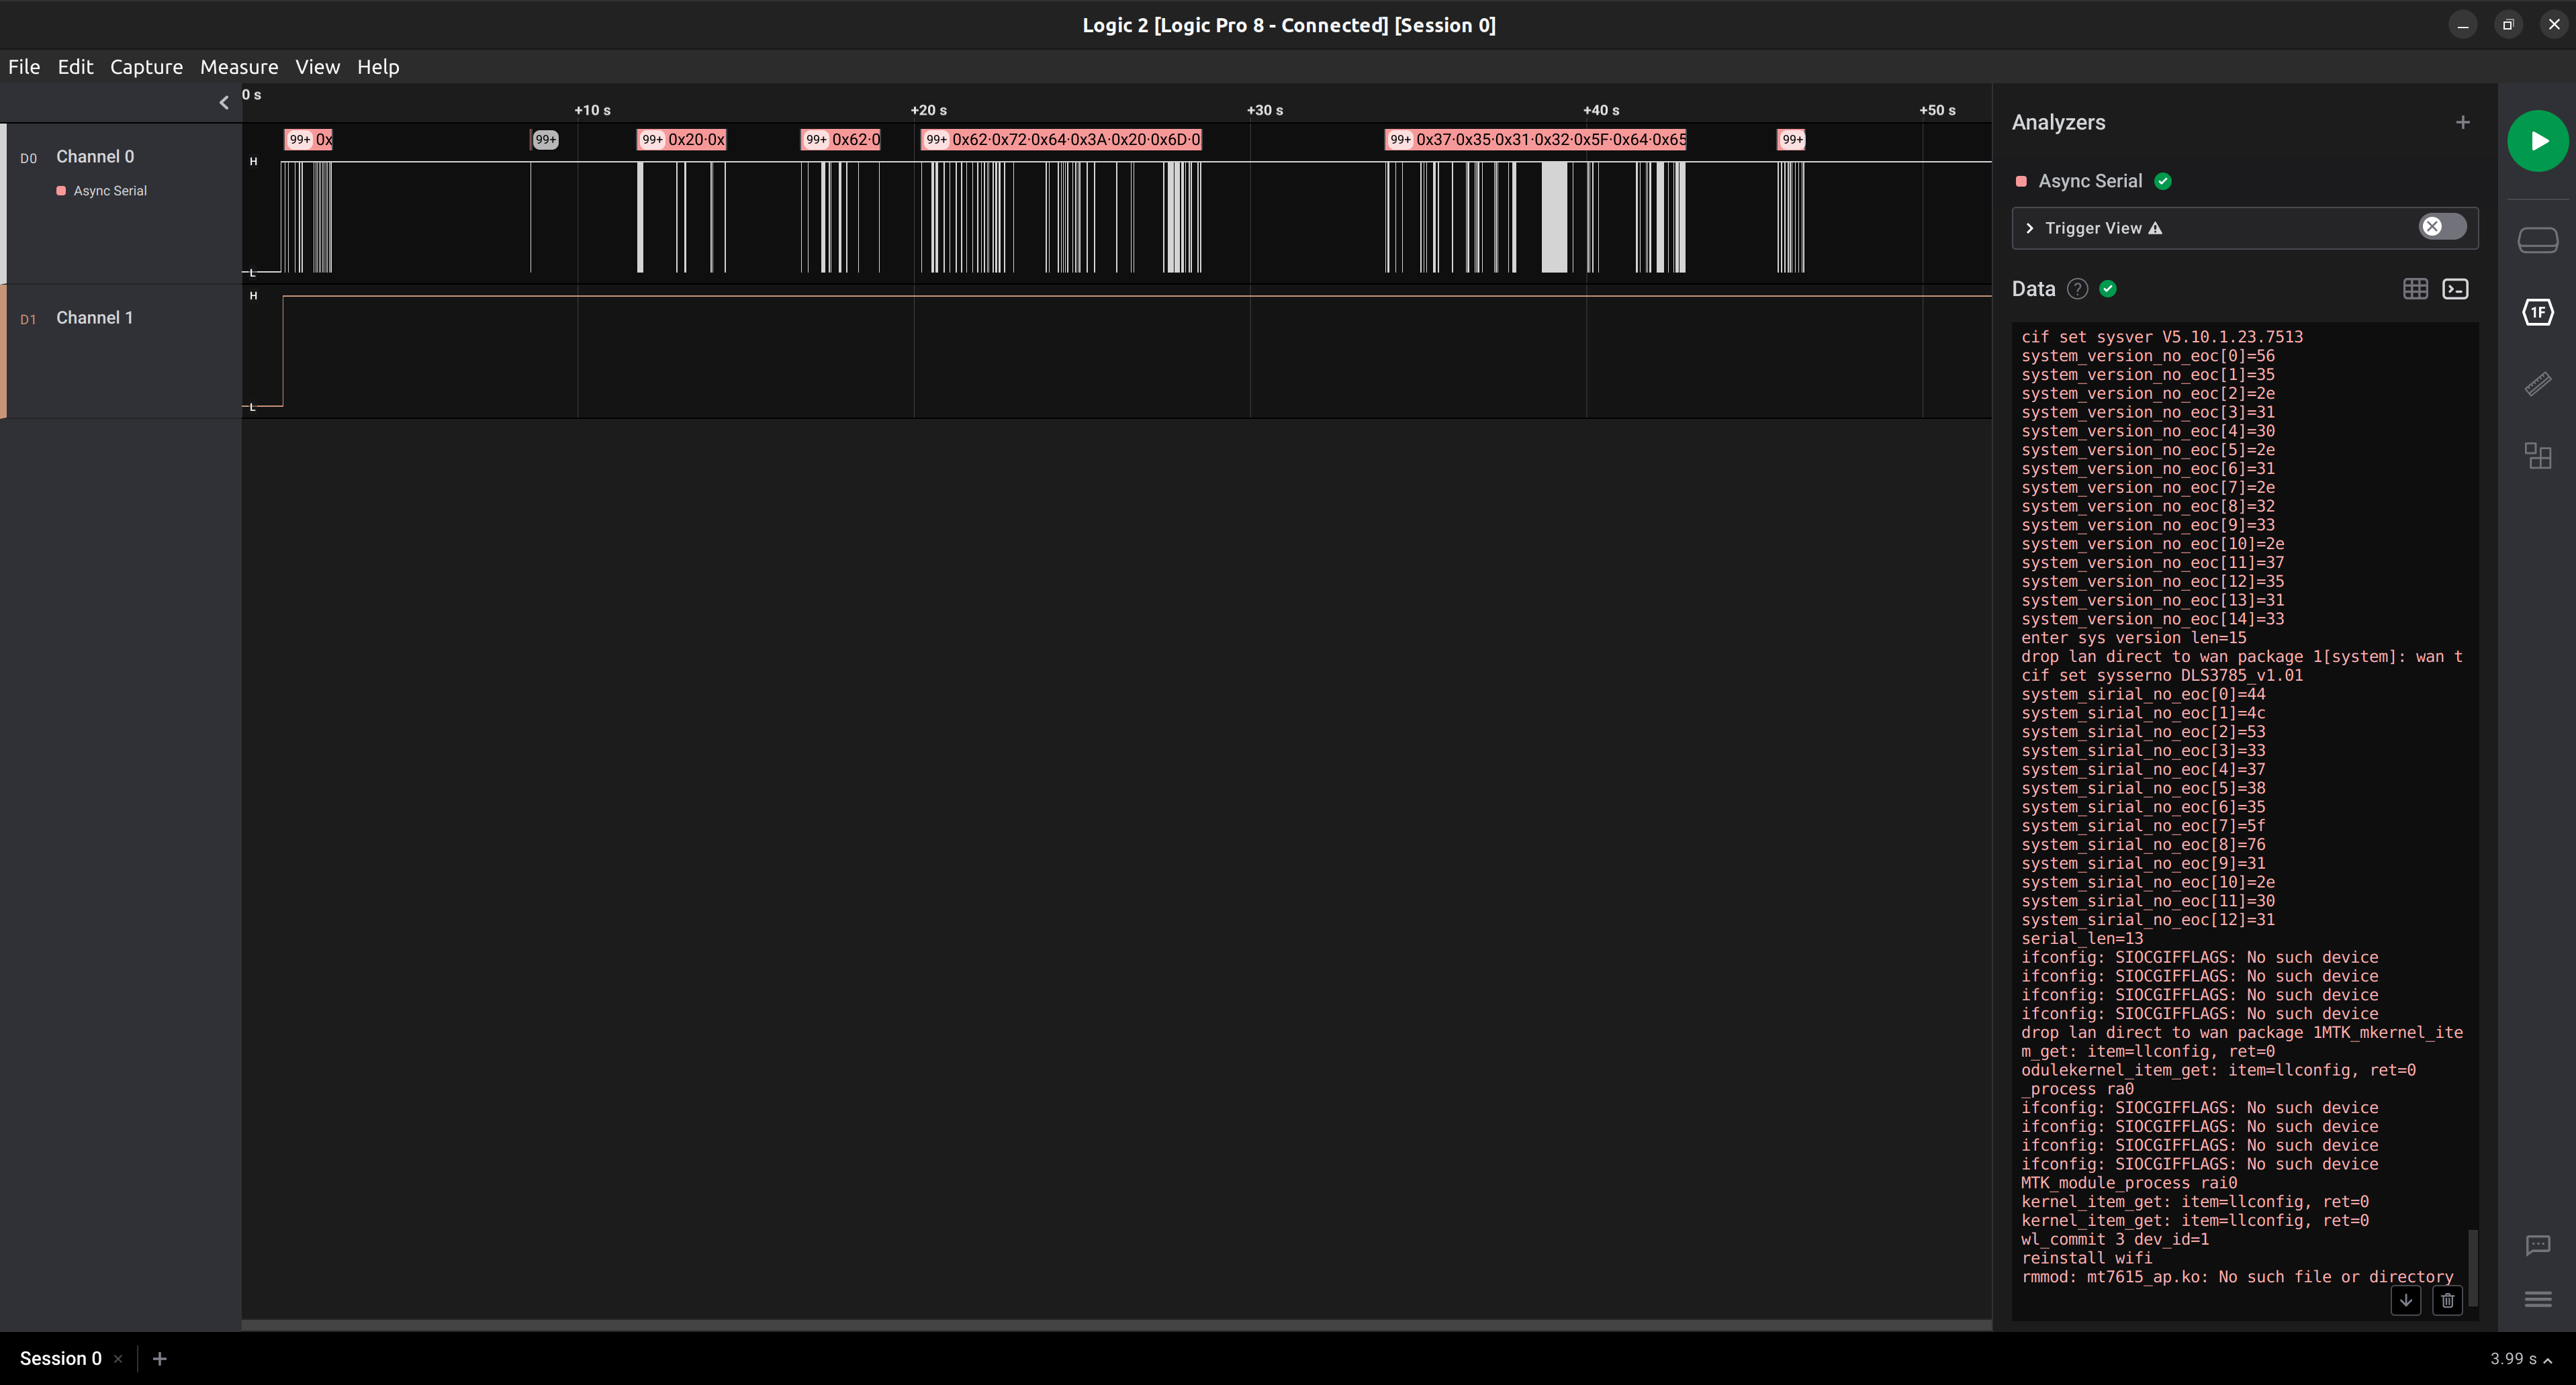 Logic 2 [Logic Pro 8 - Connected] [Session 0]
File Edit Capture Measure View Help
0 s
+10 s +20 s +30 s +40 s +50 s
D0 Channel 0
Async Serial
99+ 0x
99+
99+ 0x20·0x
99+ 0x62·0
99+ 0x62·0x72·0x64·0x3A·0x20·0x6D·0
99+ 0x37·0x35·0x31·0x32·0x5F·0x64·0x65
99+
H
L
D1 Channel 1
H
L
Analyzers
Async Serial
Trigger View
Data
1F
cif set sysver V5.10.1.23.7513
system_version_no_eoc[0]=56
system_version_no_eoc[1]=35
system_version_no_eoc[2]=2e
system_version_no_eoc[3]=31
system_version_no_eoc[4]=30
system_version_no_eoc[5]=2e
system_version_no_eoc[6]=31
system_version_no_eoc[7]=2e
system_version_no_eoc[8]=32
system_version_no_eoc[9]=33
system_version_no_eoc[10]=2e
system_version_no_eoc[11]=37
system_version_no_eoc[12]=35
system_version_no_eoc[13]=31
system_version_no_eoc[14]=33
enter sys version len=15
drop lan direct to wan package 1[system]: wan t
cif set sysserno DLS3785_v1.01
system_sirial_no_eoc[0]=44
system_sirial_no_eoc[1]=4c
system_sirial_no_eoc[2]=53
system_sirial_no_eoc[3]=33
system_sirial_no_eoc[4]=37
system_sirial_no_eoc[5]=38
system_sirial_no_eoc[6]=35
system_sirial_no_eoc[7]=5f
system_sirial_no_eoc[8]=76
system_sirial_no_eoc[9]=31
system_sirial_no_eoc[10]=2e
system_sirial_no_eoc[11]=30
system_sirial_no_eoc[12]=31
serial_len=13
ifconfig: SIOCGIFFLAGS: No such device
ifconfig: SIOCGIFFLAGS: No such device
ifconfig: SIOCGIFFLAGS: No such device
ifconfig: SIOCGIFFLAGS: No such device
drop lan direct to wan package 1MTK_mkernel_ite
m_get: item=llconfig, ret=0
odulekernel_item_get: item=llconfig, ret=0
_process ra0
ifconfig: SIOCGIFFLAGS: No such device
ifconfig: SIOCGIFFLAGS: No such device
ifconfig: SIOCGIFFLAGS: No such device
ifconfig: SIOCGIFFLAGS: No such device
MTK_module_process rai0
kernel_item_get: item=llconfig, ret=0
kernel_item_get: item=llconfig, ret=0
wl_commit 3 dev_id=1
reinstall wifi
rmmod: mt7615_ap.ko: No such file or directory
Session 0
3.99 s